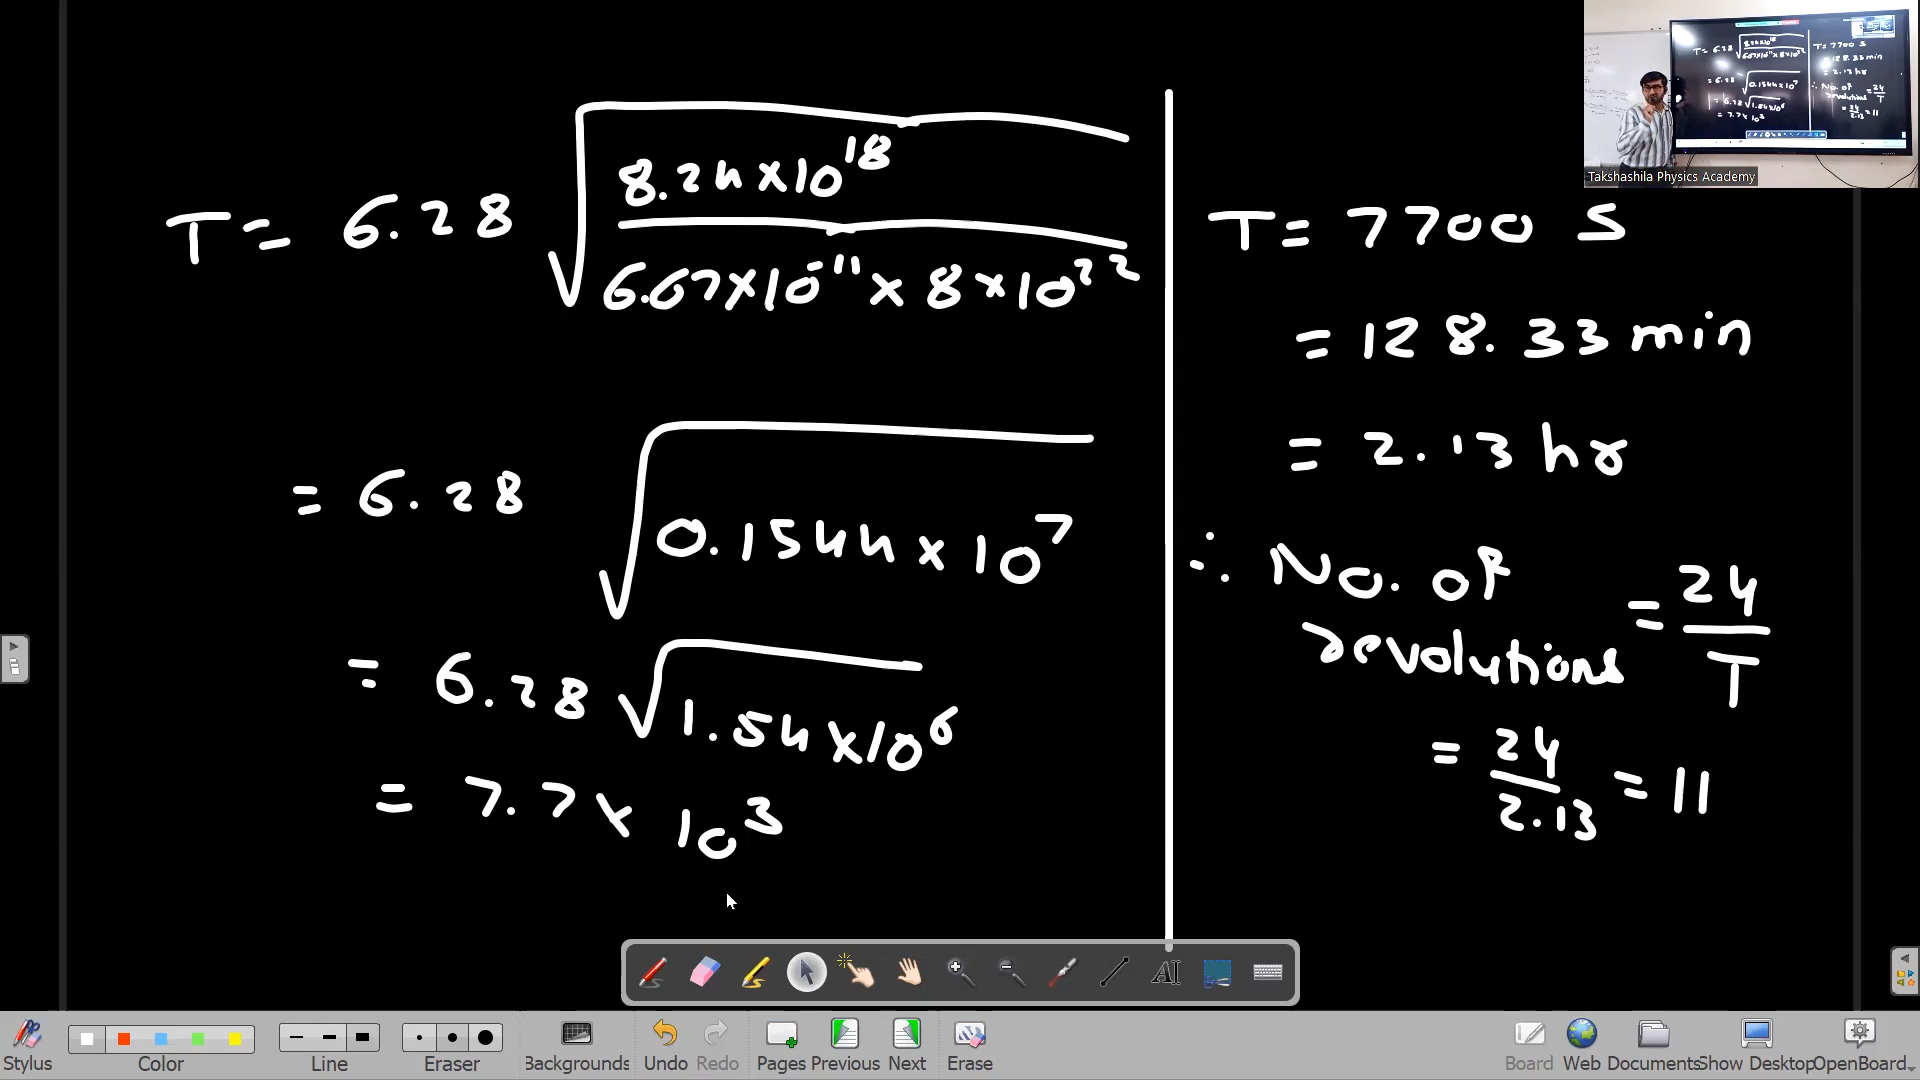 T = 6.28 √(8.24×10¹⁸ / 6.67×10⁻¹¹ × 8×10²²)
= 6.28 √(0.1544×10⁷)
= 6.28 √(1.54×10⁶)
= 7.7× 10³
T = 7700 S
= 128.33 min
= 2.13 hr
∴ No. of revolutions = 24/T
= 24/2.13 = 11
Takshashila Physics Academy
Stylus
Color
Line
Eraser
Backgrounds
Undo
Redo
Pages
Previous
Next
Erase
Board
Web
Documents
Show Desktop
OpenBoard
AI